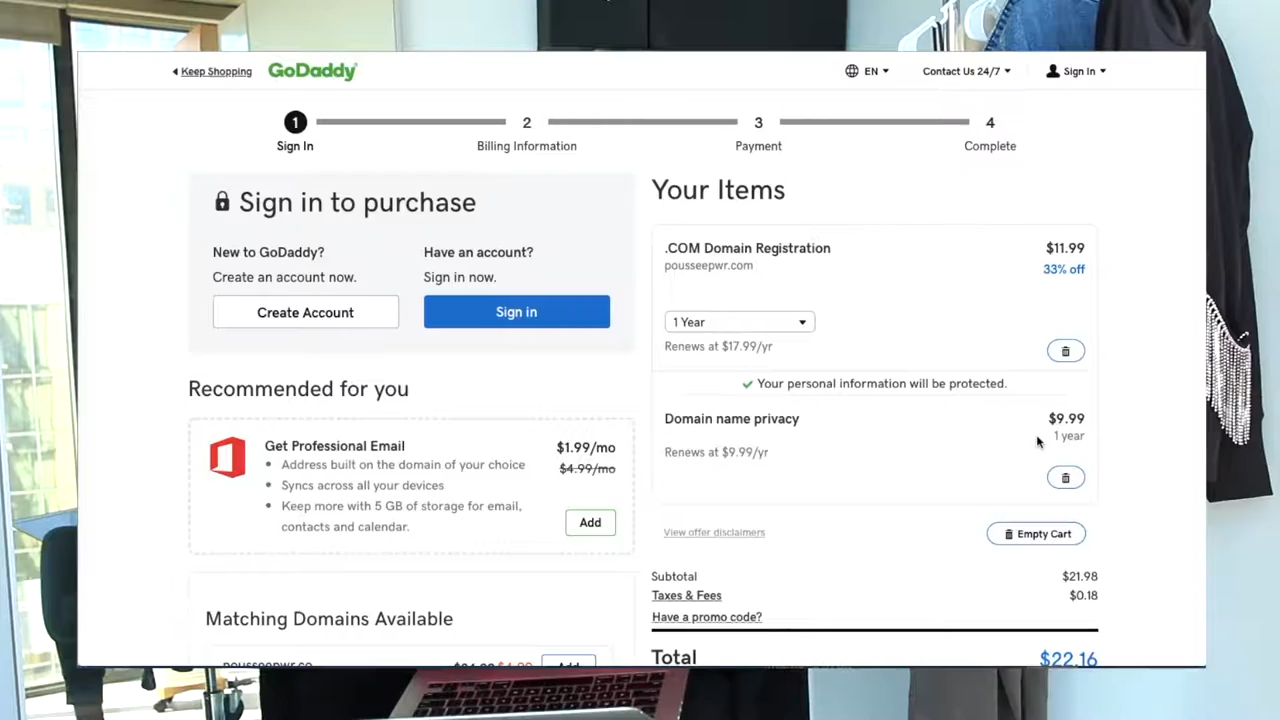 Keep Shopping
GoDaddy
EN
Contact Us 24/7
Sign In
1
2
3
4
Sign In
Billing Information
Payment
Complete
Sign in to purchase
New to GoDaddy?
Create an account now.
Create Account
Have an account?
Sign in now.
Sign in
Recommended for you
Get Professional Email
$1.99/mo
$4.99/mo
• Address built on the domain of your choice
• Syncs across all your devices
• Keep more with 5 GB of storage for email,
contacts and calendar.
Add
Matching Domains Available
Add
Your Items
.COM Domain Registration
$11.99
pousseepwr.com
33% off
1 Year
Renews at $17.99/yr
Your personal information will be protected.
Domain name privacy
$9.99
1 year
Renews at $9.99/yr
View offer disclaimers
Empty Cart
Subtotal
$21.98
Taxes & Fees
$0.18
Have a promo code?
Total
$22.16